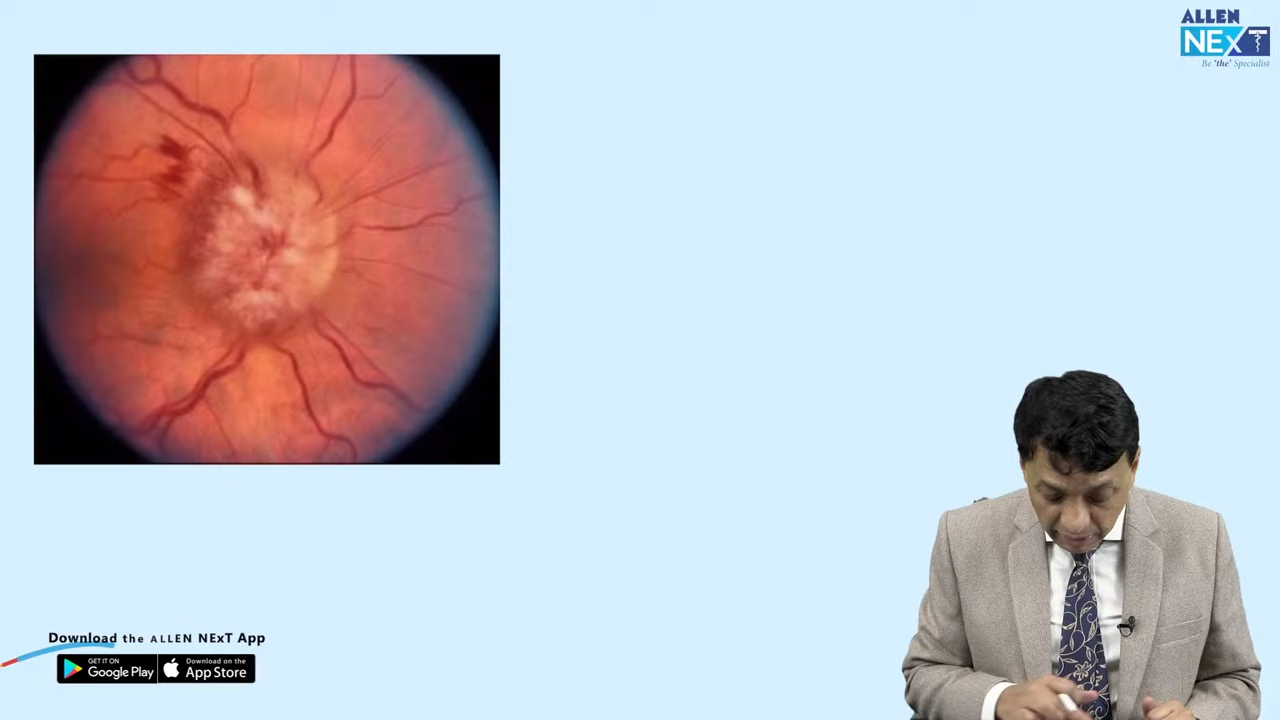 ALLEN
NExT
Be 'the' Specialist
Download the ALLEN NExT App
GET IT ON
Google Play
Download on the
App Store